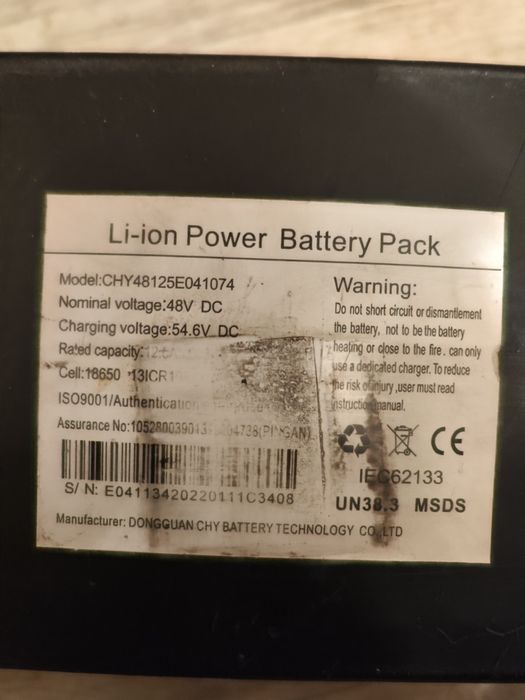 Li-ion Power Battery Pack
Model:CHY48125E041074
Nominal voltage:48V DC
Charging voltage:54.6V DC
Rated capacity:
Cell:18650
ISO9001/Authentication
Assurance No:
S/N: E04113420220111C3408
Manufacturer: DONGGUAN CHY BATTERY TECHNOLOGY CO.,LTD
Warning:
Do not short circuit or dismantlement
the battery, not to be the battery
heating or close to the fire. can only
use a dedicated charger. To reduce
the risk of injury ,user must read
instruction manual.
CE
IEC62133
UN38.3 MSDS